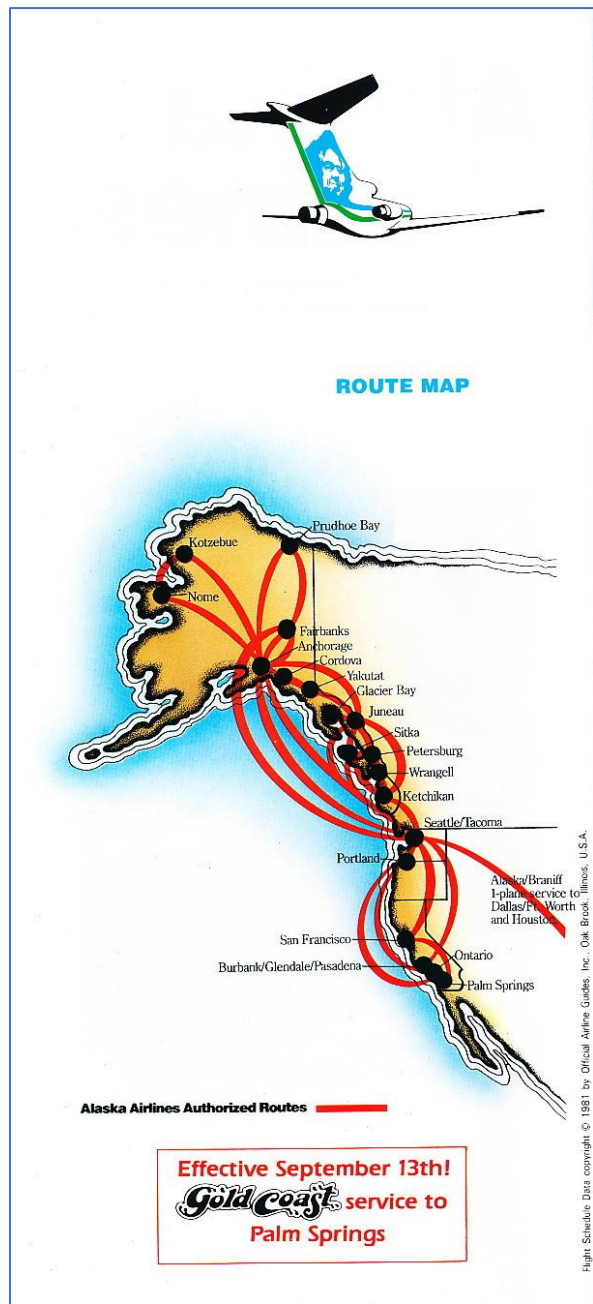 ROUTE MAP
Prudhoe Bay
Kotzebue
Nome
Fairbanks
Anchorage
Cordova
Yakutat
Glacier Bay
Juneau
Sitka
Petersburg
Wrangell
Ketchikan
Seattle/Tacoma
Portland
Alaska/Braniff
1-plane service to
Dallas/Ft. Worth
and Houston.
San Francisco
Ontario
Burbank/Glendale/Pasadena
Palm Springs
Alaska Airlines Authorized Routes
Effective September 13th!
Gold Coast service to
Palm Springs
Flight Schedule Data copyright © 1981 by Official Airline Guides, Inc., Oak Brook, Illinois, U.S.A.